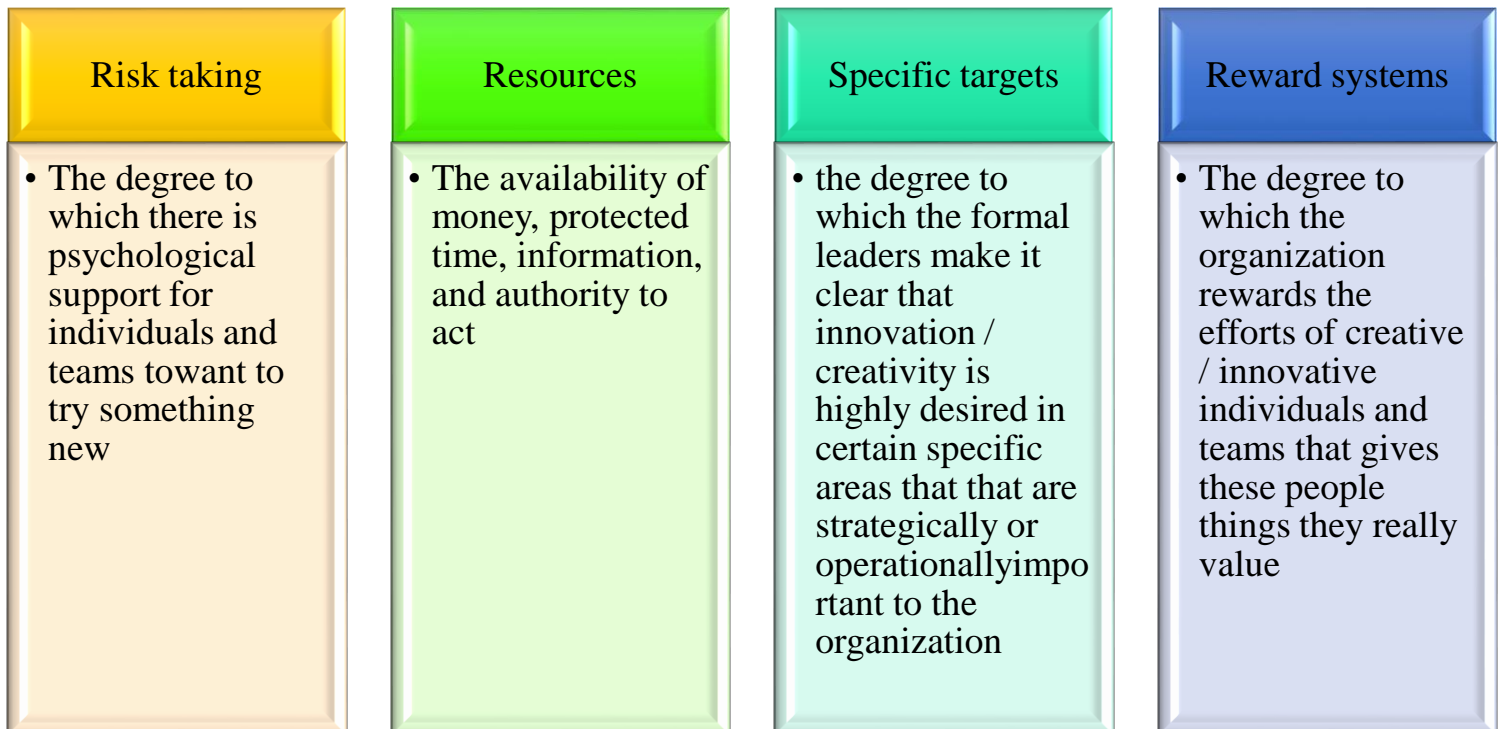 Risk taking
• The degree to
which there is
psychological
support for
individuals and
teams towant to
try something
new
Resources
• The availability of
money, protected
time, information,
and authority to
act
Specific targets
• the degree to
which the formal
leaders make it
clear that
innovation /
creativity is
highly desired in
certain specific
areas that that are
strategically or
operationallyimpo
rtant to the
organization
Reward systems
• The degree to
which the
organization
rewards the
efforts of creative
/ innovative
individuals and
teams that gives
these people
things they really
value